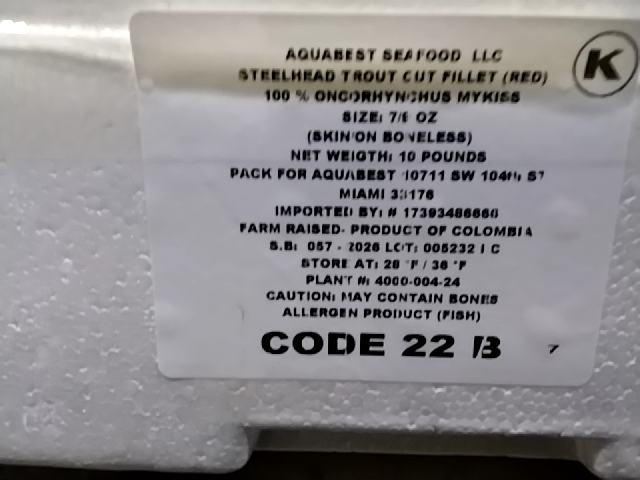 K
AQUABEST SEAFOOD LLC
STEELHEAD TROUT CUT FILLET (RED)
100 % ONCORHYNCHUS MYKISS
SIZE: 7/8 OZ
(SKIN ON BONELESS)
NET WEIGTH: 10 POUNDS
PACK FOR AQUABEST 10711 SW 104th ST
MIAMI 33176
IMPORTED BY: # 17393486666
FARM RAISED- PRODUCT OF COLOMBIA
S.B: 057 - 2026 LOT: 005232 I C
STORE AT: 28 °F / 36 °F
PLANT #: 4000-004-24
CAUTION: MAY CONTAIN BONES
ALLERGEN PRODUCT (FISH)
CODE 22 B 7